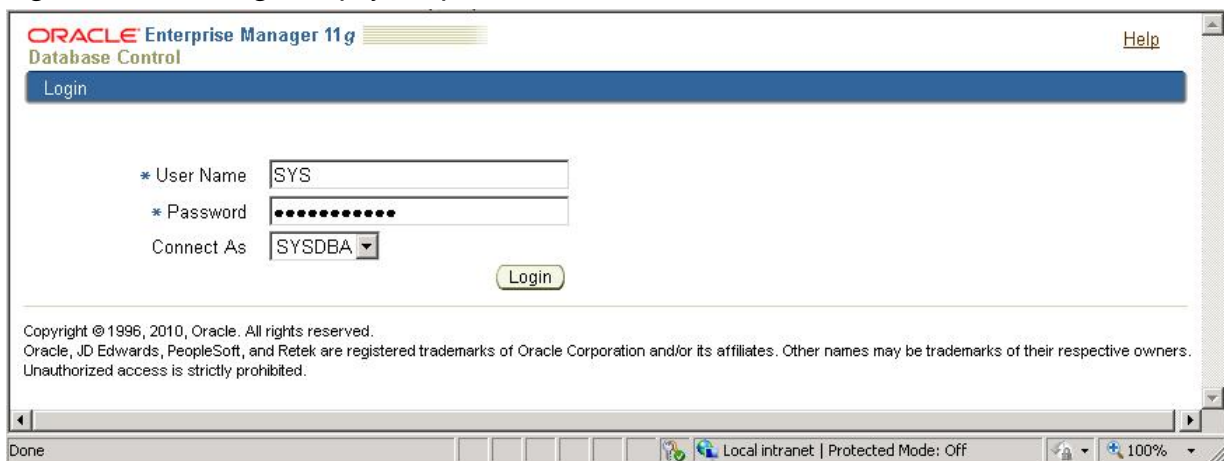 ORACLE Enterprise Manager 11g
Database Control
Help
Login
* User Name SYS
* Password •••••••••••
Connect As SYSDBA
Login
Copyright © 1996, 2010, Oracle. All rights reserved.
Oracle, JD Edwards, PeopleSoft, and Retek are registered trademarks of Oracle Corporation and/or its affiliates. Other names may be trademarks of their respective owners.
Unauthorized access is strictly prohibited.
Done
Local intranet | Protected Mode: Off
100%